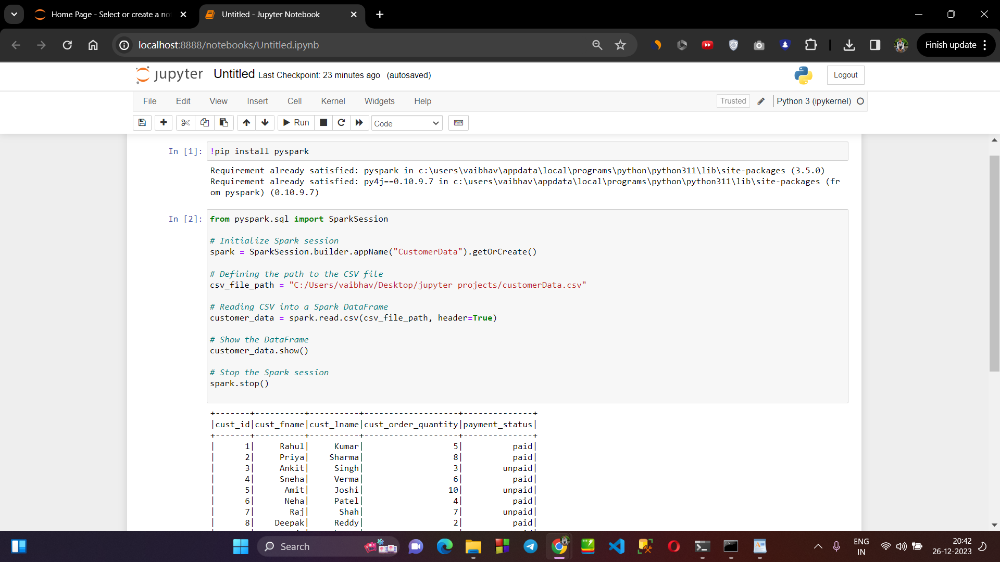 Home Page - Select or create a no
Untitled - Jupyter Notebook
localhost:8888/notebooks/Untitled.ipynb
Finish update
jupyter Untitled Last Checkpoint: 23 minutes ago (autosaved)
Logout
File Edit View Insert Cell Kernel Widgets Help
Trusted
Python 3 (ipykernel)
Run
Code
In [1]: !pip install pyspark
Requirement already satisfied: pyspark in c:\users\vaibhav\appdata\local\programs\python\python311\lib\site-packages (3.5.0)
Requirement already satisfied: py4j==0.10.9.7 in c:\users\vaibhav\appdata\local\programs\python\python311\lib\site-packages (fr
om pyspark) (0.10.9.7)
In [2]: from pyspark.sql import SparkSession
# Initialize Spark session
spark = SparkSession.builder.appName("CustomerData").getOrCreate()
# Defining the path to the CSV file
csv_file_path = "C:/Users/vaibhav/Desktop/jupyter projects/customerData.csv"
# Reading CSV into a Spark DataFrame
customer_data = spark.read.csv(csv_file_path, header=True)
# Show the DataFrame
customer_data.show()
# Stop the Spark session
spark.stop()
+-------+----------+----------+-------------------+--------------+
|cust_id|cust_fname|cust_lname|cust_order_quantity|payment_status|
+-------+----------+----------+-------------------+--------------+
|      1|     Rahul|     Kumar|                  5|          paid|
|      2|     Priya|    Sharma|                  8|          paid|
|      3|     Ankit|     Singh|                  3|        unpaid|
|      4|     Sneha|     Verma|                  6|          paid|
|      5|      Amit|     Joshi|                 10|        unpaid|
|      6|      Neha|     Patel|                  4|          paid|
|      7|       Raj|      Shah|                  7|        unpaid|
|      8|    Deepak|     Reddy|                  2|          paid|
Search
ENG
IN
20:42
26-12-2023